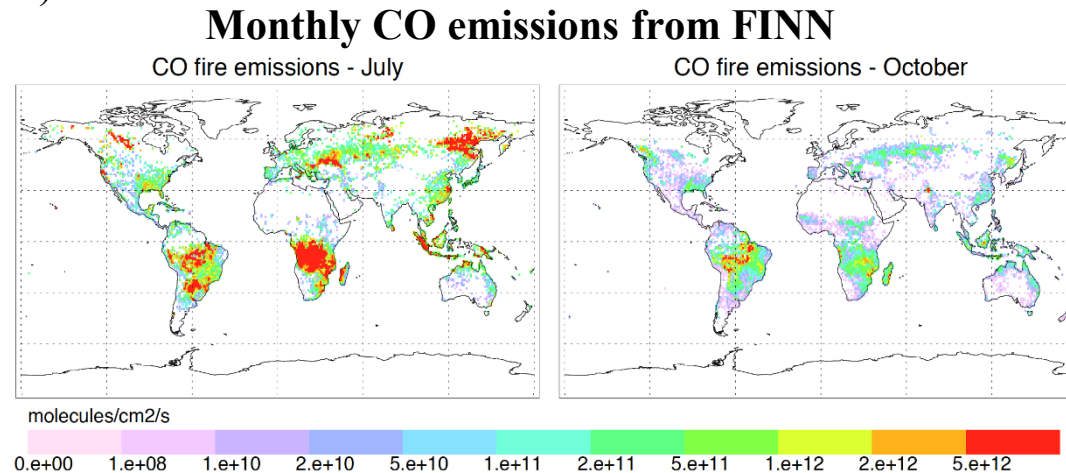 )
Monthly CO emissions from FINN
CO fire emissions - July
CO fire emissions - October
molecules/cm2/s
0.e+00 1.e+08 1.e+10 2.e+10 5.e+10 1.e+11 2.e+11 5.e+11 1.e+12 2.e+12 5.e+12